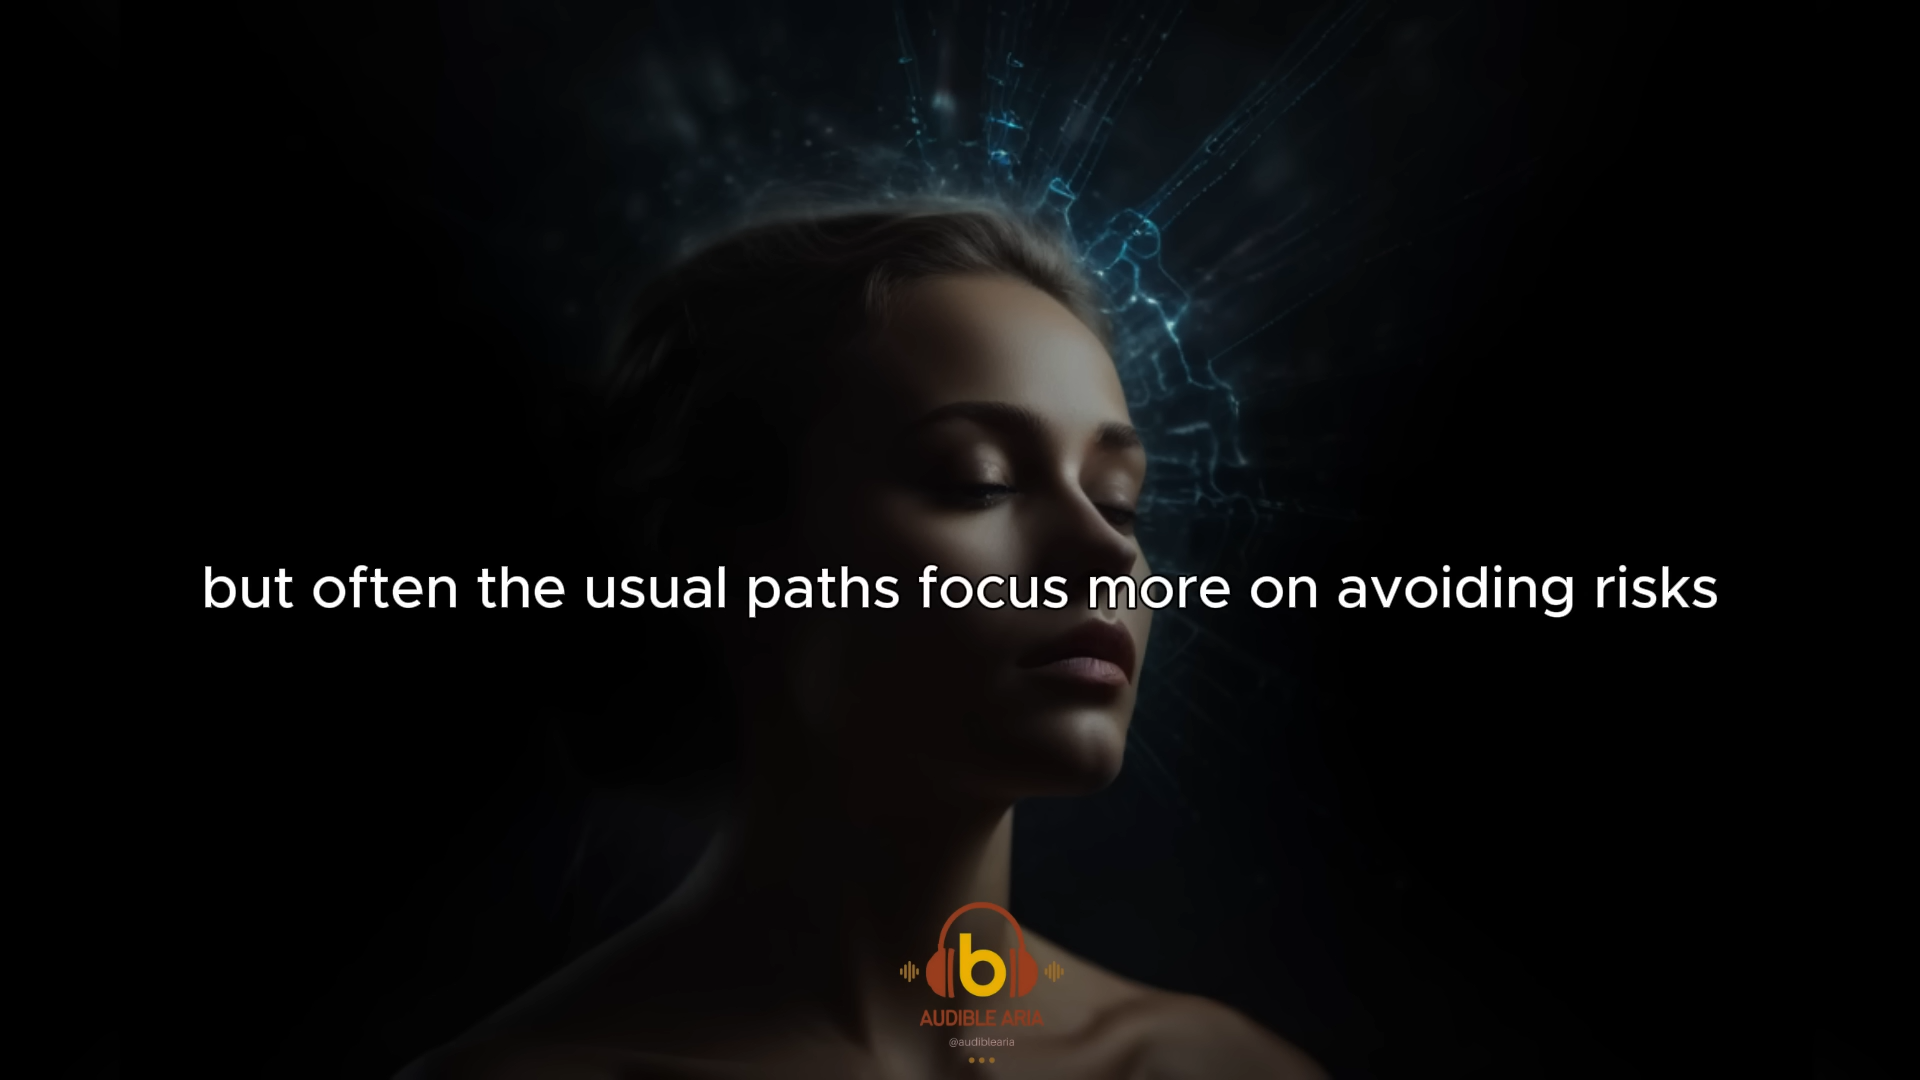 but often the usual paths focus more on avoiding risks
b
AUDIBLE ARIA
@audiblearia